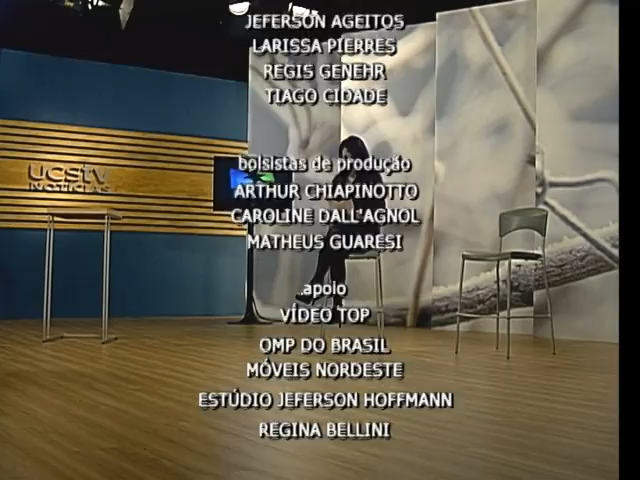 JEFERSON AGEITOS
LARISSA PIERRES
REGIS GENEHR
TIAGO CIDADE
ucstv
NOTÍCIAS
bolsistas de produção
ARTHUR CHIAPINOTTO
CAROLINE DALL'AGNOL
MATHEUS GUARESI
apoio
VÍDEO TOP
OMP DO BRASIL
MÓVEIS NORDESTE
ESTÚDIO JEFERSON HOFFMANN
REGINA BELLINI